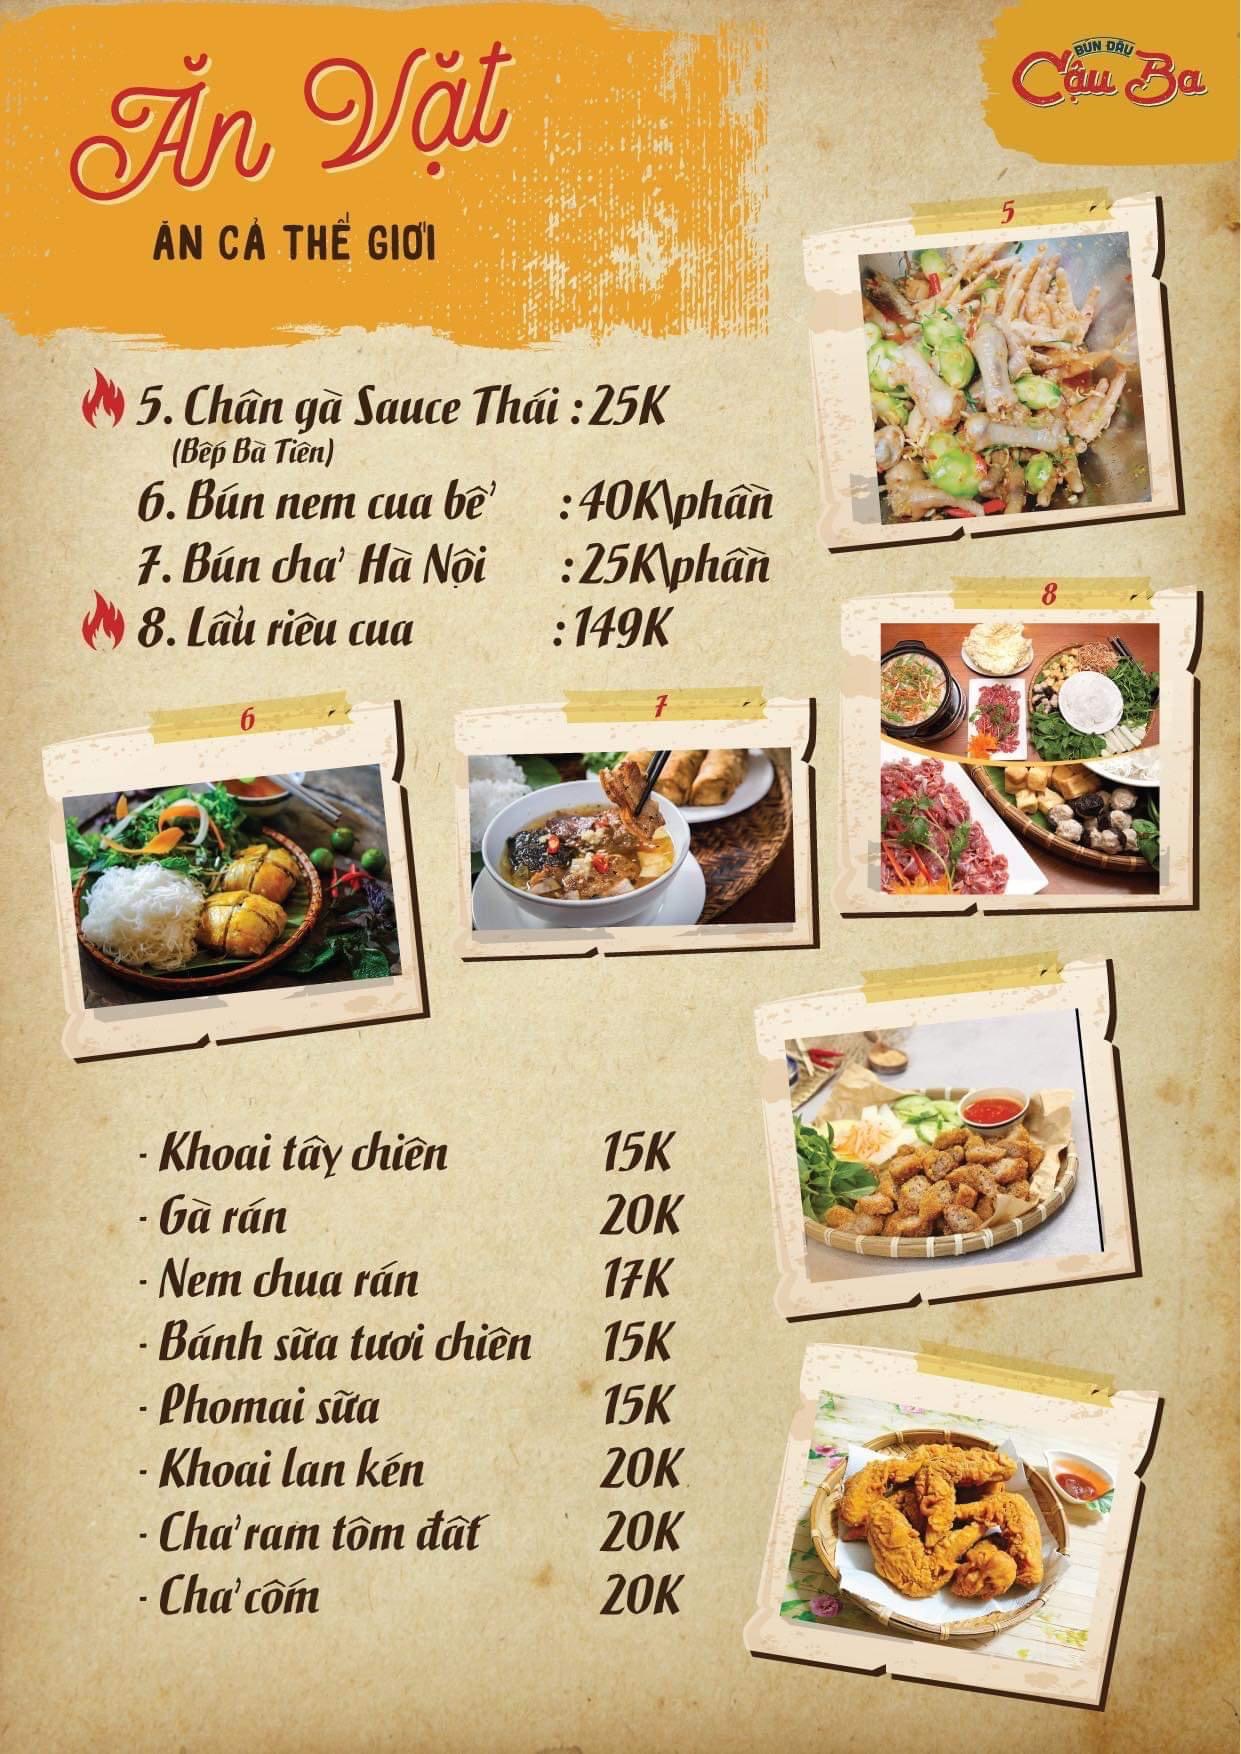 Ăn Vặt
ĂN CẢ THẾ GIỚI
BÚN ĐẬU
Cậu Ba
5. Chân gà Sauce Thái : 25K
(Bếp Bà Tiên)
6. Bún nem cua bể : 40K\phần
7. Bún chả Hà Nội : 25K\phần
8. Lẩu riêu cua : 149K
5
8
6
7
- Khoai tây chiên 15K
- Gà rán 20K
- Nem chua rán 17K
- Bánh sữa tươi chiên 15K
- Phomai sữa 15K
- Khoai lan kén 20K
- Chả ram tôm đất 20K
- Chả cốm 20K